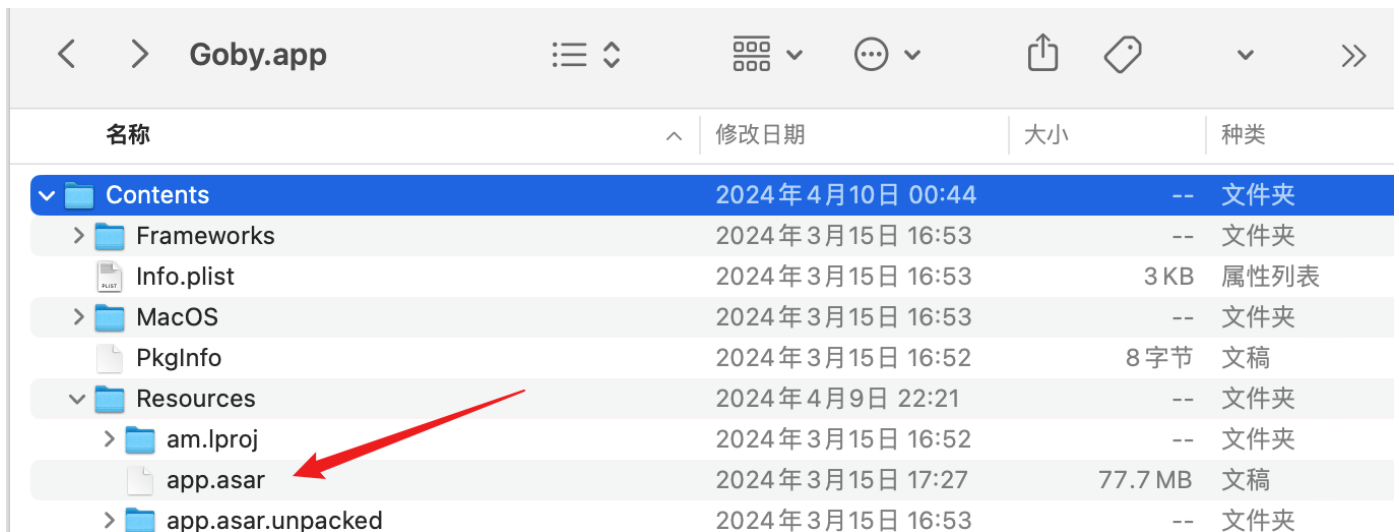 Goby.app
名称 修改日期 大小 种类
Contents 2024年4月10日 00:44 -- 文件夹
Frameworks 2024年3月15日 16:53 -- 文件夹
PLIST Info.plist 2024年3月15日 16:53 3 KB 属性列表
MacOS 2024年3月15日 16:53 -- 文件夹
PkgInfo 2024年3月15日 16:52 8字节 文稿
Resources 2024年4月9日 22:21 -- 文件夹
am.lproj 2024年3月15日 16:52 -- 文件夹
app.asar 2024年3月15日 17:27 77.7 MB 文稿
app.asar.unpacked 2024年3月15日 16:53 -- 文件夹